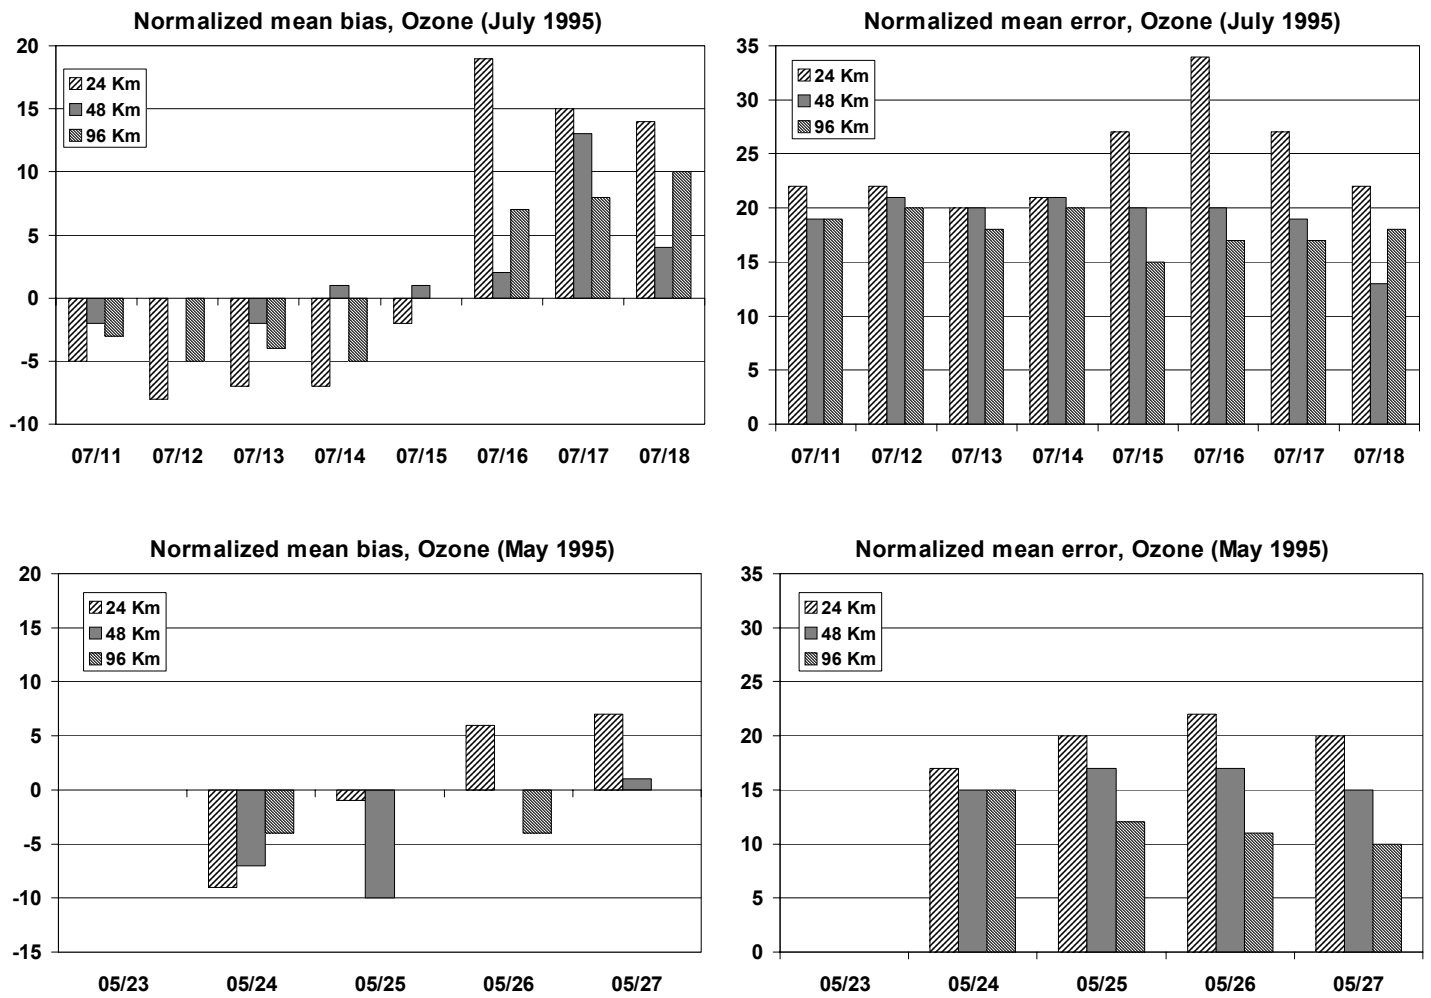 Normalized mean bias, Ozone (July 1995)
20
15
10
5
0
-5
-10
24 Km
48 Km
96 Km
07/11 07/12 07/13 07/14 07/15 07/16 07/17 07/18
Normalized mean error, Ozone (July 1995)
35
30
25
20
15
10
5
0
24 Km
48 Km
96 Km
07/11 07/12 07/13 07/14 07/15 07/16 07/17 07/18
Normalized mean bias, Ozone (May 1995)
20
15
10
5
0
-5
-10
-15
24 Km
48 Km
96 Km
05/23 05/24 05/25 05/26 05/27
Normalized mean error, Ozone (May 1995)
35
30
25
20
15
10
5
0
24 Km
48 Km
96 Km
05/23 05/24 05/25 05/26 05/27